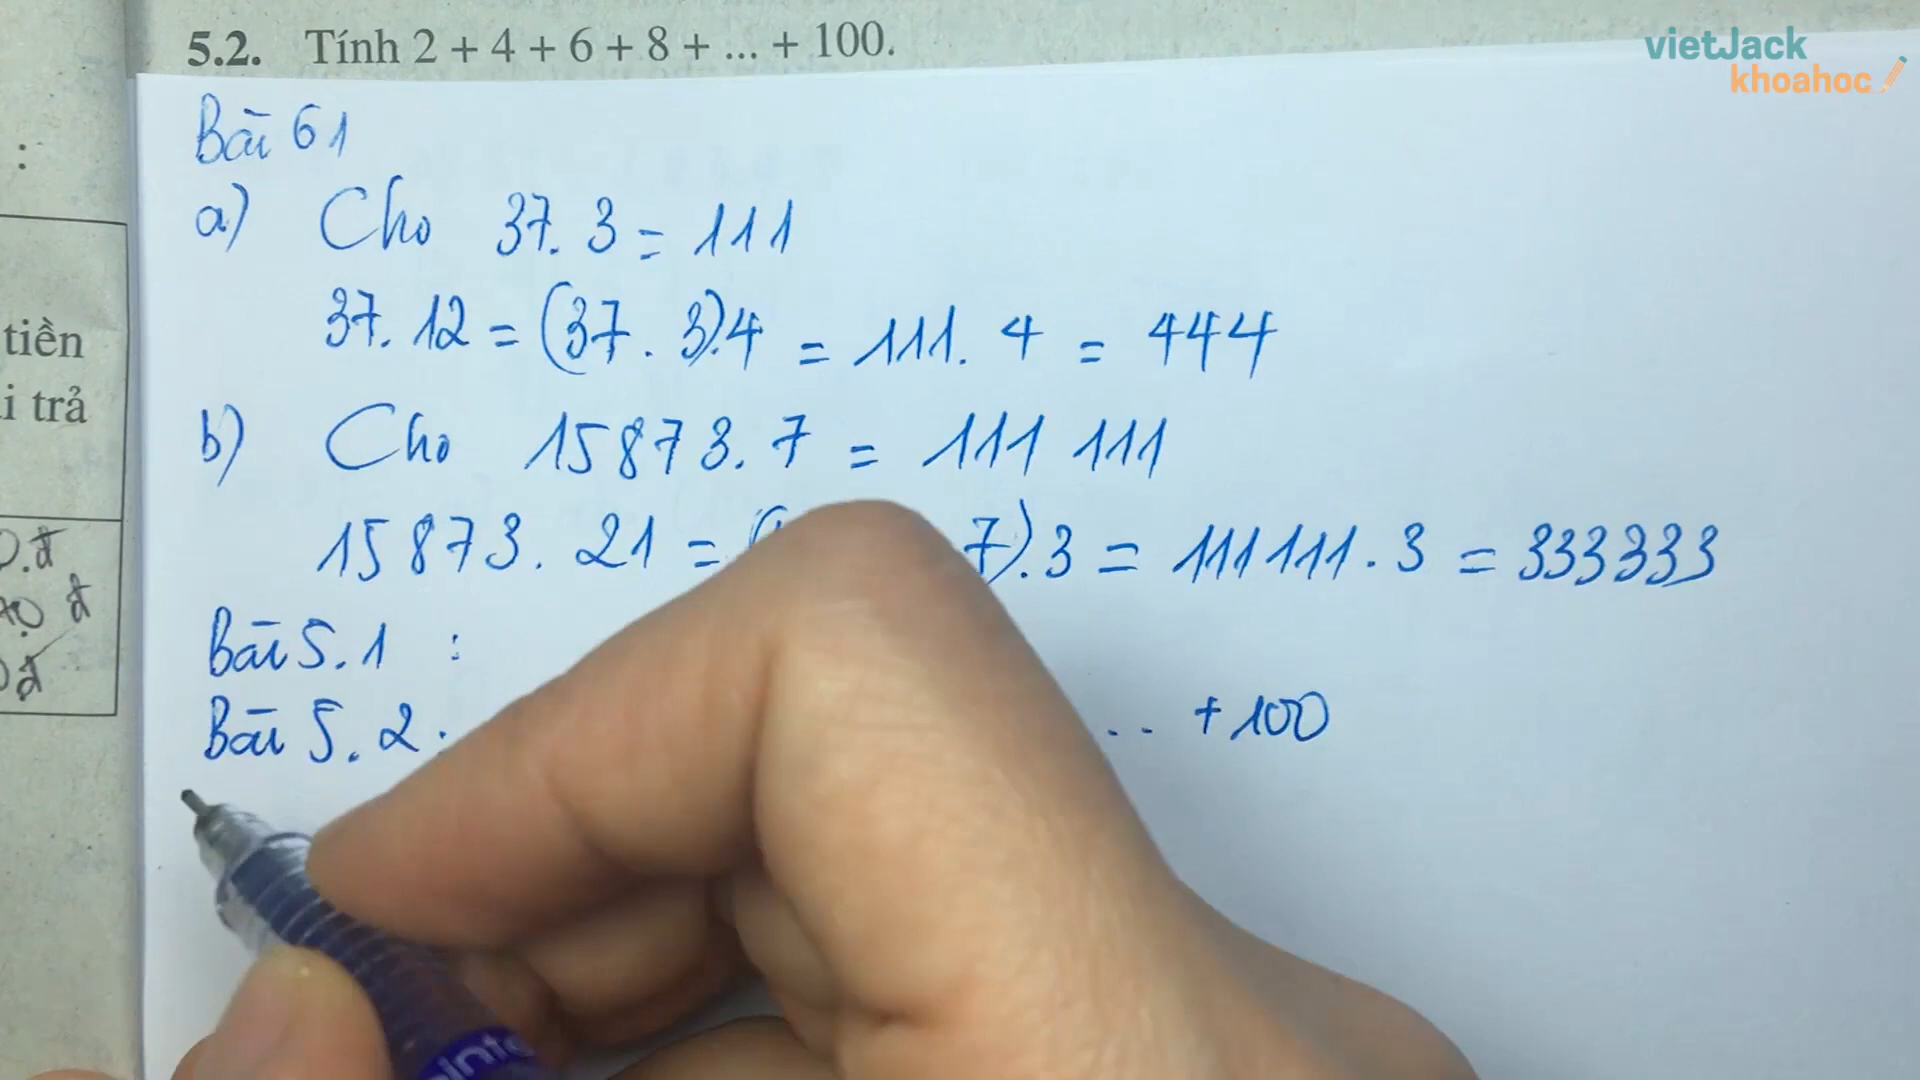 5.2. Tính 2 + 4 + 6 + 8 + ... + 100.
vietJack
khoahoc
:
Bài 61
a) Cho 37.3 = 111
37.12 = (37.3).4 = 111.4 = 444
tiền
i trả
b) Cho 15873.7 = 111 111
15873.21 = ( 7).3 = 111111.3 = 333333
0.đ
0 đ
đ
Bài 5.1 :
Bài 5.2. .. + 100